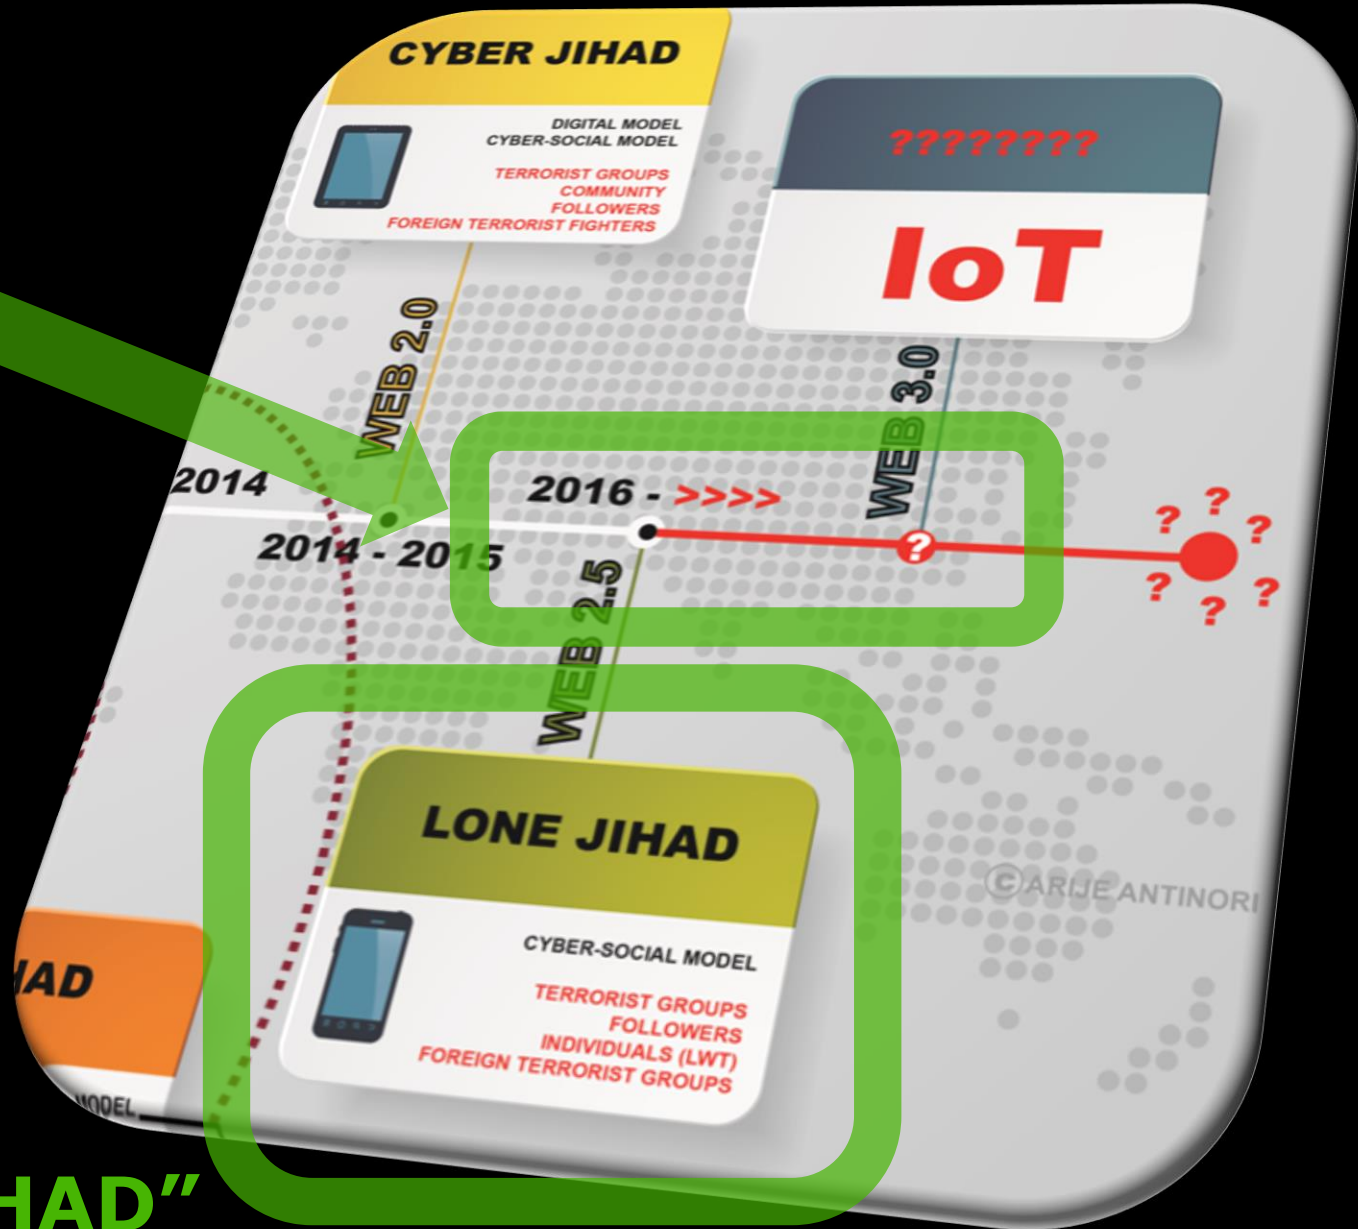 CYBER JIHAD
DIGITAL MODEL
CYBER-SOCIAL MODEL
TERRORIST GROUPS
COMMUNITY
FOLLOWERS
FOREIGN TERRORIST FIGHTERS
????????
IoT
WEB 2.0
WEB 3.0
2014
2016 - >>>>
2014 - 2015
?
?
?
?
?
?
?
WEB 2.5
LONE JIHAD
CYBER-SOCIAL MODEL
TERRORIST GROUPS
FOLLOWERS
INDIVIDUALS (LWT)
FOREIGN TERRORIST GROUPS
© ARIJE ANTINORI
HAD
MODEL
HAD”